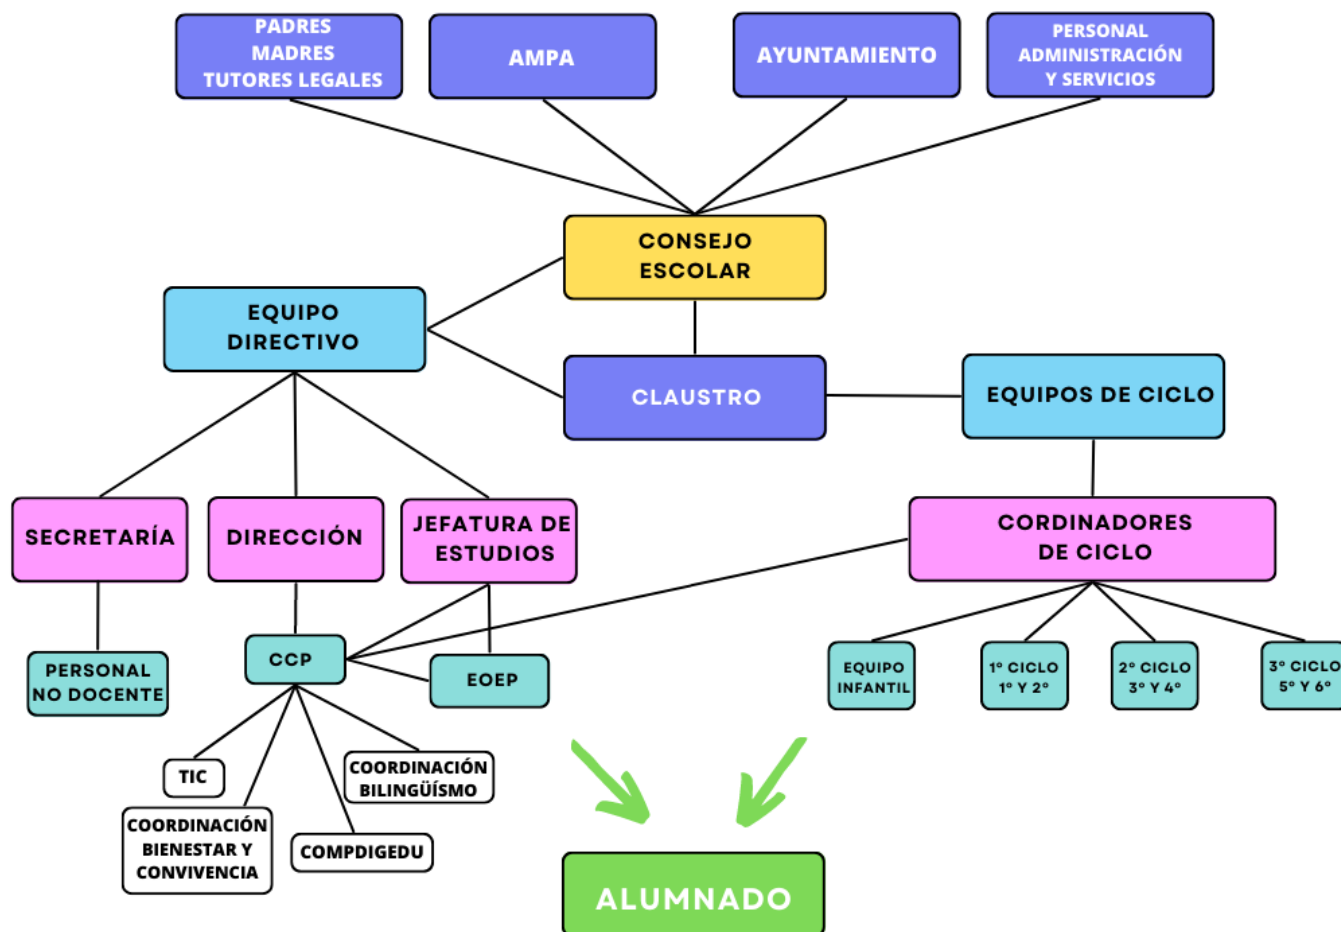 PADRES
MADRES
TUTORES LEGALES
AMPA
AYUNTAMIENTO
PERSONAL
ADMINISTRACIÓN
Y SERVICIOS
CONSEJO
ESCOLAR
EQUIPO
DIRECTIVO
CLAUSTRO
EQUIPOS DE CICLO
SECRETARÍA
DIRECCIÓN
JEFATURA DE
ESTUDIOS
CORDINADORES
DE CICLO
PERSONAL
NO DOCENTE
CCP
EOEP
EQUIPO
INFANTIL
1º CICLO
1º Y 2º
2º CICLO
3º Y 4º
3º CICLO
5º Y 6º
TIC
COORDINACIÓN
BILINGÜÍSMO
COORDINACIÓN
BIENESTAR Y
CONVIVENCIA
COMPDIGEDU
ALUMNADO